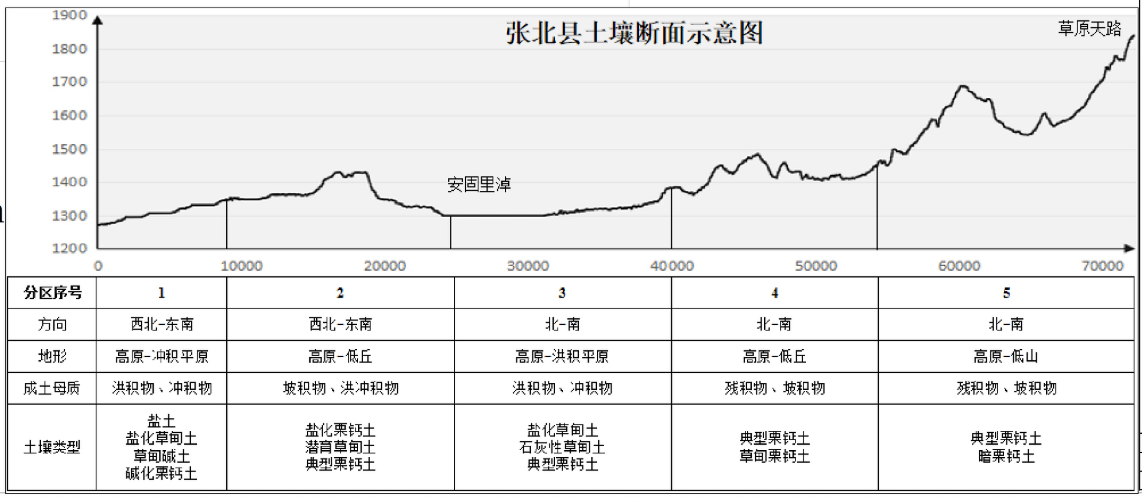 张北县土壤断面示意图
草原天路
安固里淖
1900
1800
1700
1600
1500
1400
1300
1200
0 10000 20000 30000 40000 50000 60000 70000
分区序号 1 2 3 4 5
方向 西北-东南 西北-东南 北-南 北-南 北-南
地形 高原-冲积平原 高原-低丘 高原-洪积平原 高原-低丘 高原-低山
成土母质 洪积物、冲积物 坡积物、洪冲积物 洪积物、冲积物 残积物、坡积物 残积物、坡积物
土壤类型
盐土
盐化草甸土
草甸碱土
碱化栗钙土
盐化栗钙土
潜育草甸土
典型栗钙土
盐化草甸土
石灰性草甸土
典型栗钙土
典型栗钙土
草甸栗钙土
典型栗钙土
暗栗钙土